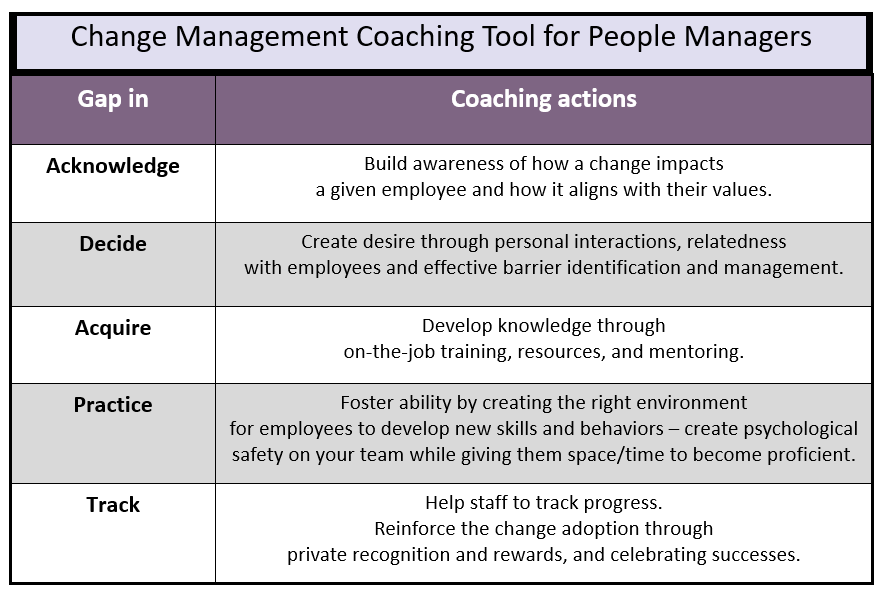 Change Management Coaching Tool for People Managers
Gap in
Coaching actions
Acknowledge
Build awareness of how a change impacts
a given employee and how it aligns with their values.
Decide
Create desire through personal interactions, relatedness
with employees and effective barrier identification and management.
Acquire
Develop knowledge through
on-the-job training, resources, and mentoring.
Practice
Foster ability by creating the right environment
for employees to develop new skills and behaviors – create psychological
safety on your team while giving them space/time to become proficient.
Track
Help staff to track progress.
Reinforce the change adoption through
private recognition and rewards, and celebrating successes.